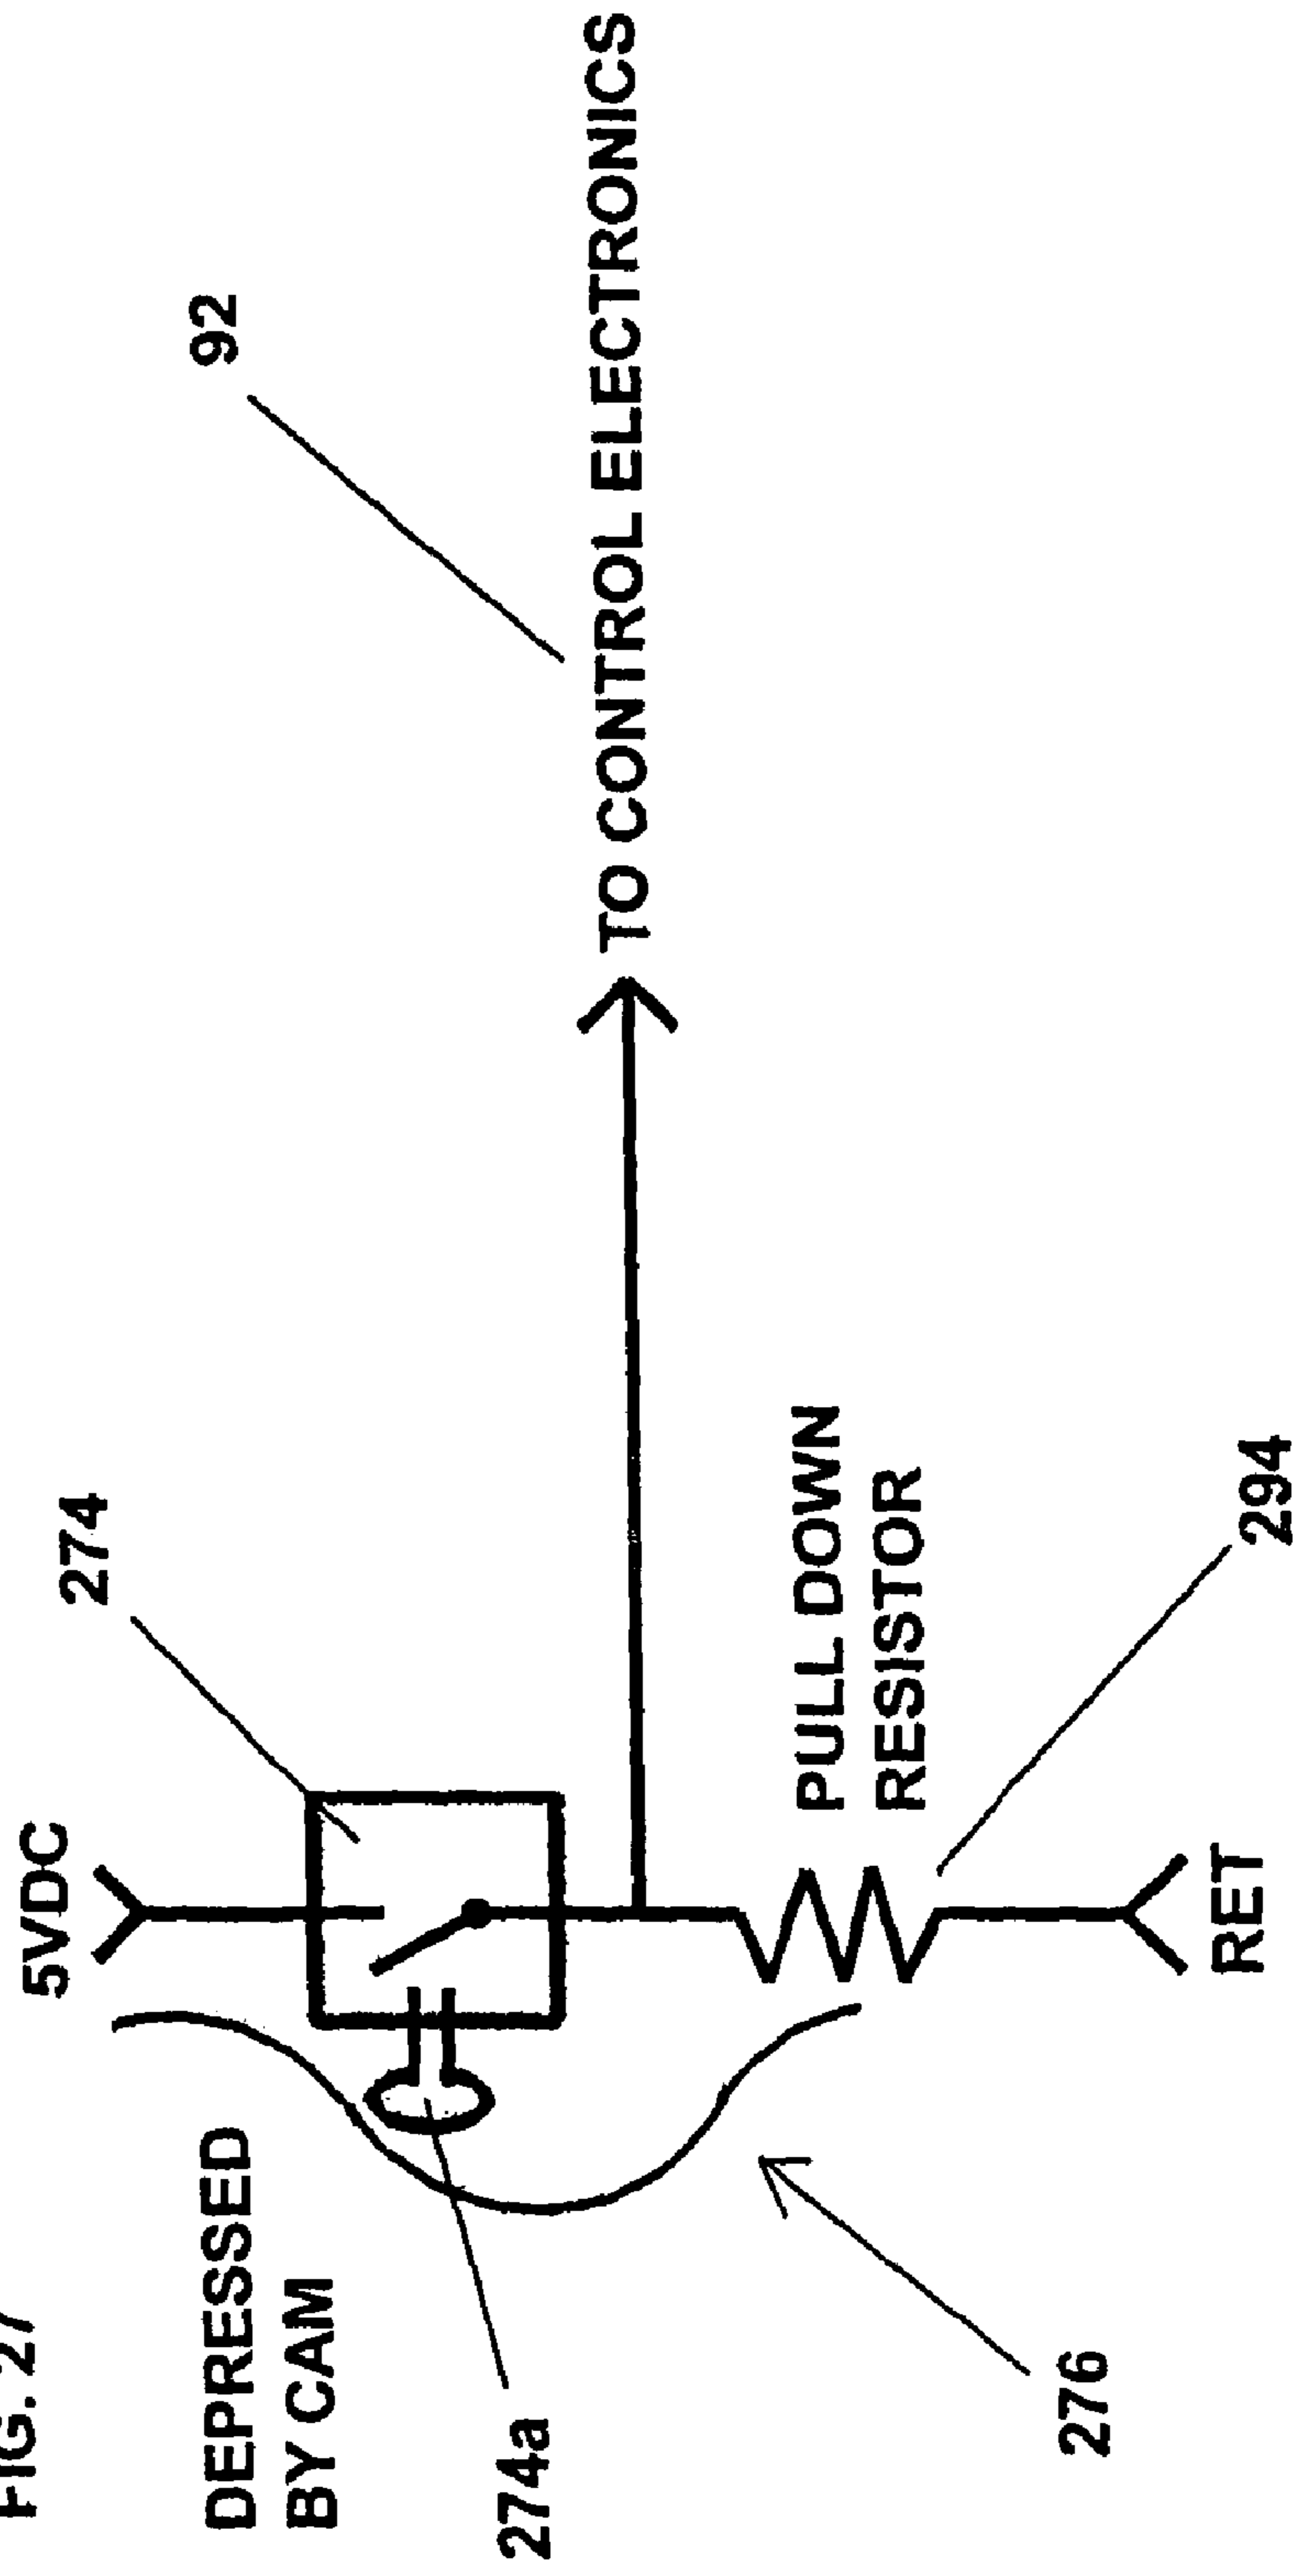 FIG. 27
5VDC
274
92
DEPRESSED
BY CAM
274a
TO CONTROL ELECTRONICS
PULL DOWN
RESISTOR
276
RET
294